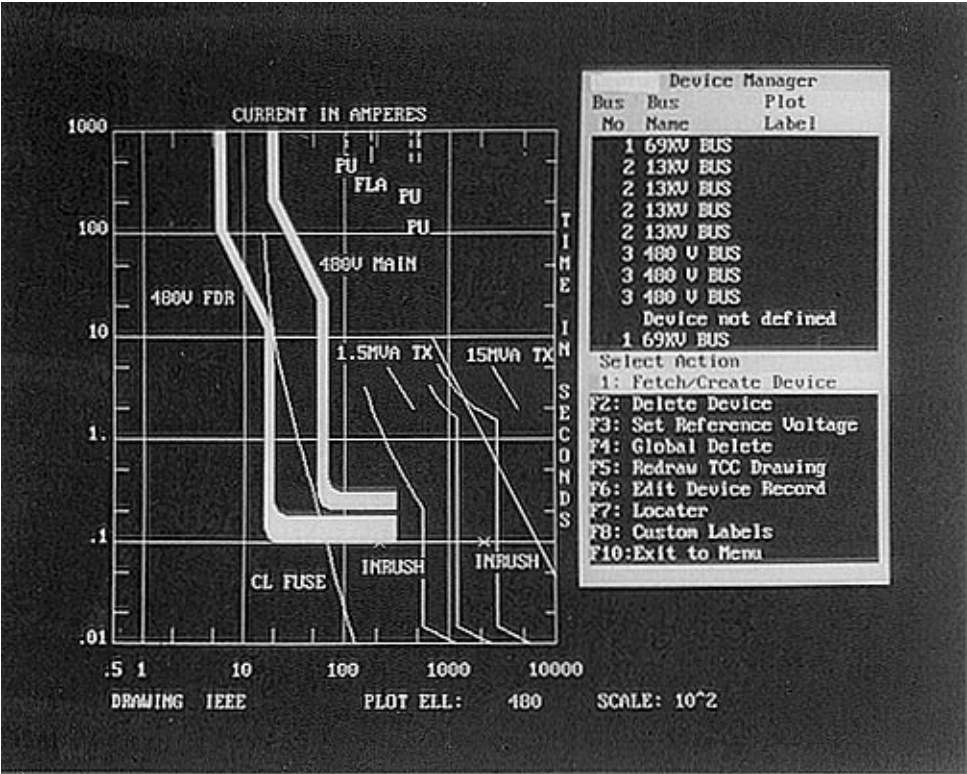 CURRENT IN AMPERES
1000
100
10
1.
.1
.01
PU
FLA
PU
PU
480V MAIN
480V FDR
1.5MVA TX
15MVA TX
CL FUSE
INRUSH
INRUSH
TIME IN SECONDS
.5 1 10 100 1000 10000
DRAWING IEEE PLOT ELL: 480 SCALE: 10^2
Device Manager
Bus Bus Plot
No Name Label
1 69KV BUS
2 13KV BUS
2 13KV BUS
2 13KV BUS
2 13KV BUS
3 480 V BUS
3 480 V BUS
3 480 V BUS
Device not defined
1 69KV BUS
Select Action
1: Fetch/Create Device
F2: Delete Device
F3: Set Reference Voltage
F4: Global Delete
F5: Redraw TCC Drawing
F6: Edit Device Record
F7: Locater
F8: Custom Labels
F10:Exit to Menu